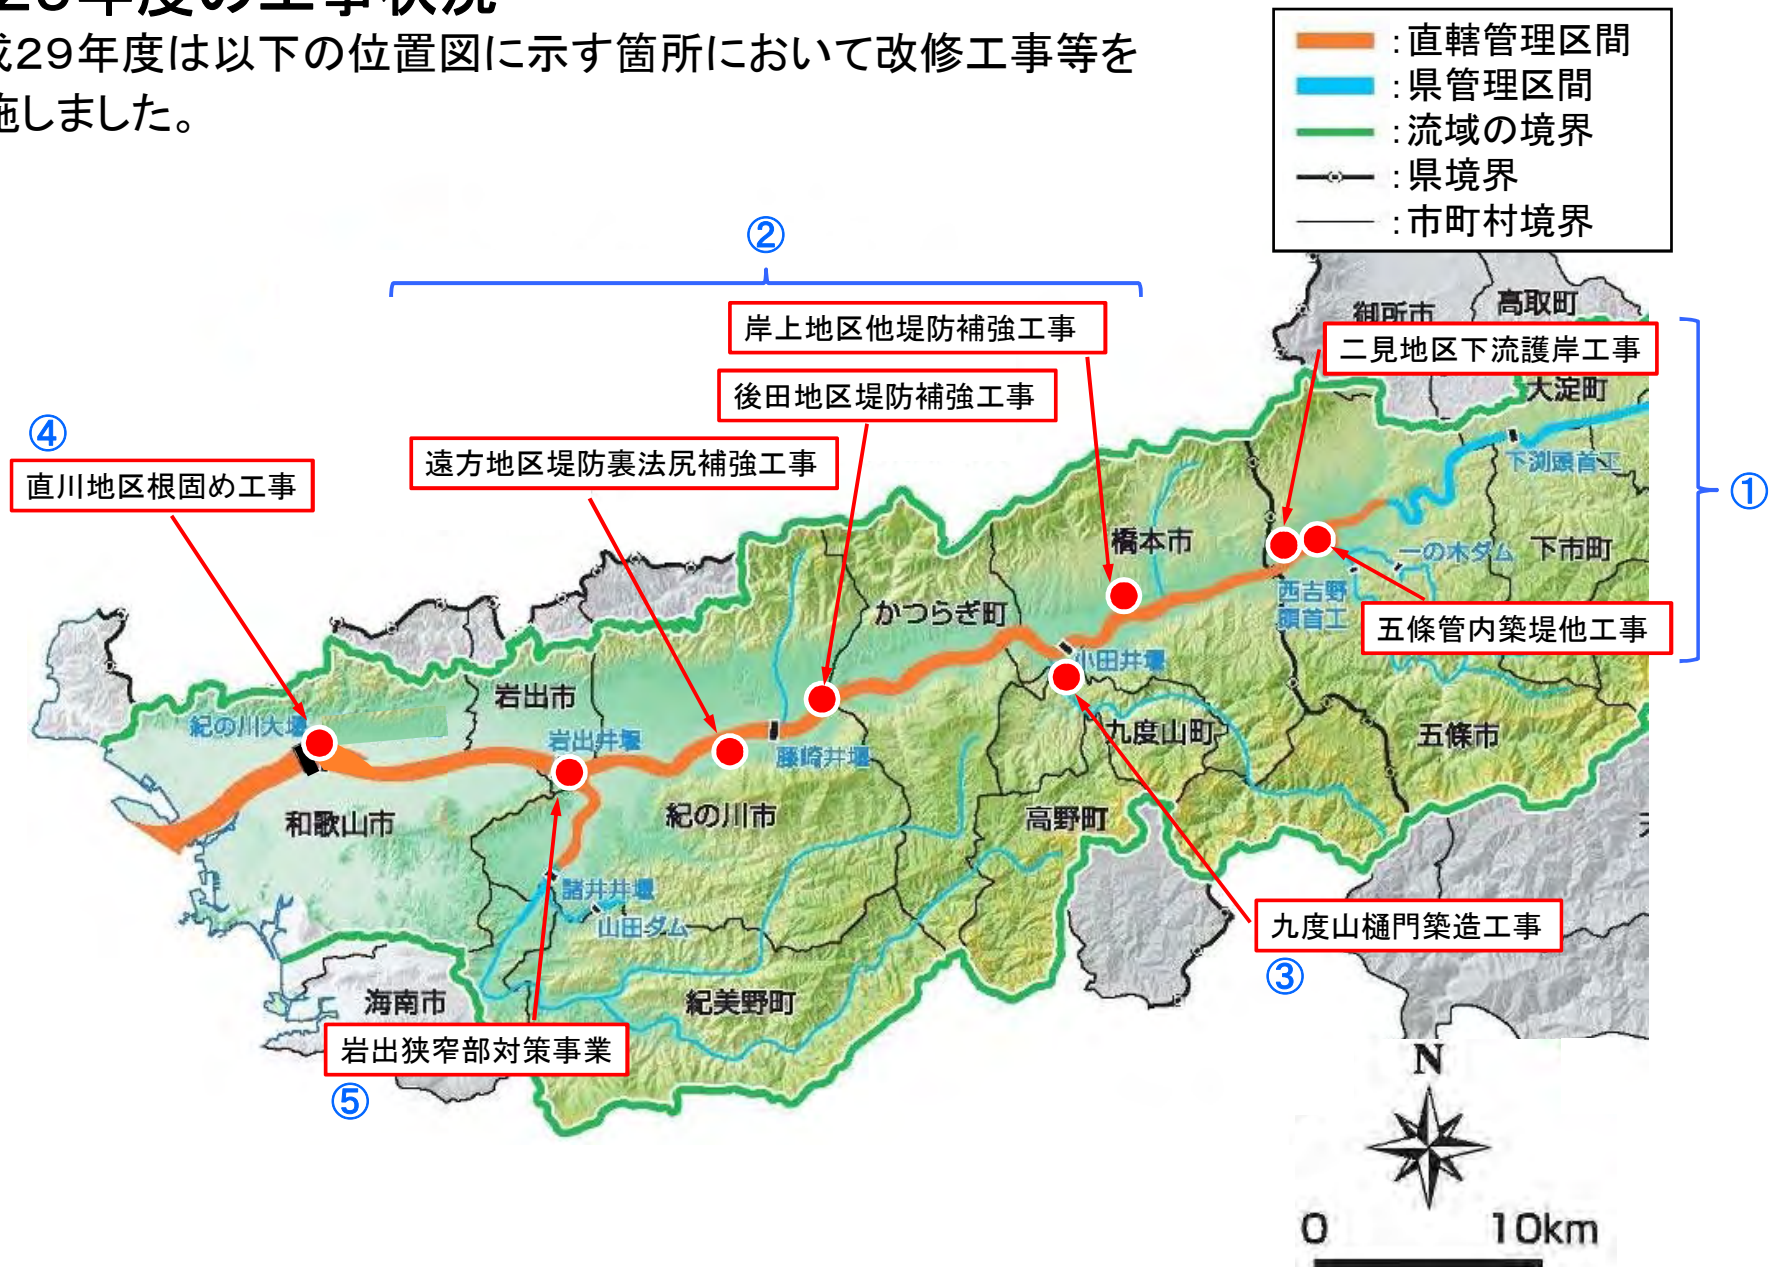 29年度の工事状況
成29年度は以下の位置図に示す箇所において改修工事等を
施しました。
:直轄管理区間
:県管理区間
:流域の境界
:県境界
:市町村境界
②
岸上地区他堤防補強工事
御所市
高取町
二見地区下流護岸工事
後田地区堤防補強工事
大淀町
④
遠方地区堤防裏法尻補強工事
下渕頭首工
直川地区根固め工事
①
橋本市
一の木ダム
下市町
西吉野
頭首工
かつらぎ町
五條管内築堤他工事
小田井堰
岩出市
紀の川大堰
岩出井堰
藤崎井堰
九度山町
五條市
和歌山市
紀の川市
高野町
諸井井堰
山田ダム
九度山樋門築造工事
③
海南市
紀美野町
岩出狭窄部対策事業
⑤
N
0 10km